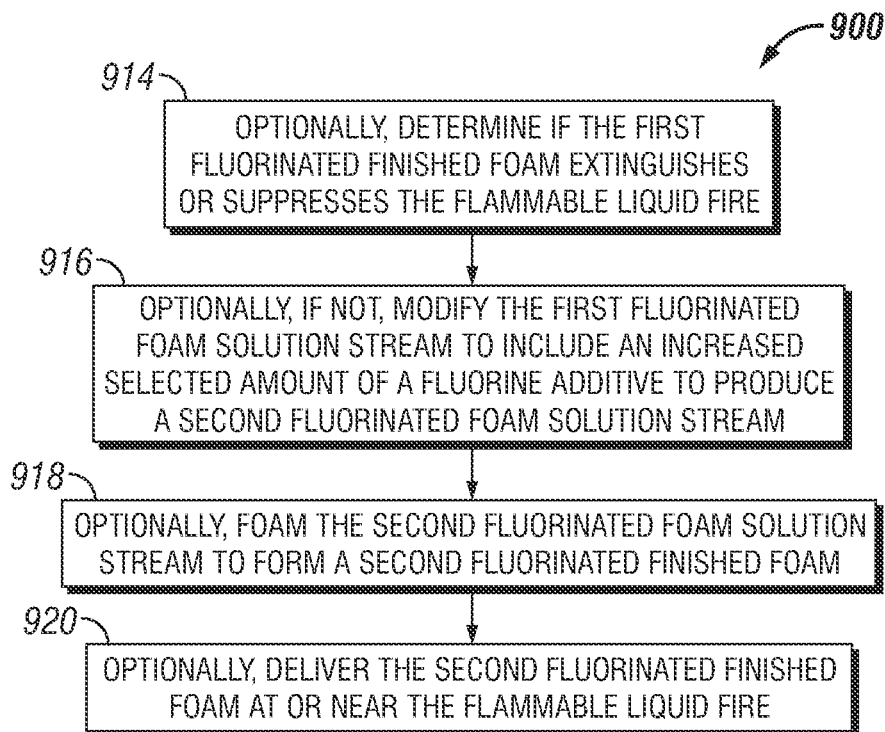 900
914
OPTIONALLY, DETERMINE IF THE FIRST
FLUORINATED FINISHED FOAM EXTINGUISHES
OR SUPPRESSES THE FLAMMABLE LIQUID FIRE
916
OPTIONALLY, IF NOT, MODIFY THE FIRST FLUORINATED
FOAM SOLUTION STREAM TO INCLUDE AN INCREASED
SELECTED AMOUNT OF A FLUORINE ADDITIVE TO PRODUCE
A SECOND FLUORINATED FOAM SOLUTION STREAM
918
OPTIONALLY, FOAM THE SECOND FLUORINATED FOAM SOLUTION
STREAM TO FORM A SECOND FLUORINATED FINISHED FOAM
920
OPTIONALLY, DELIVER THE SECOND FLUORINATED FINISHED
FOAM AT OR NEAR THE FLAMMABLE LIQUID FIRE